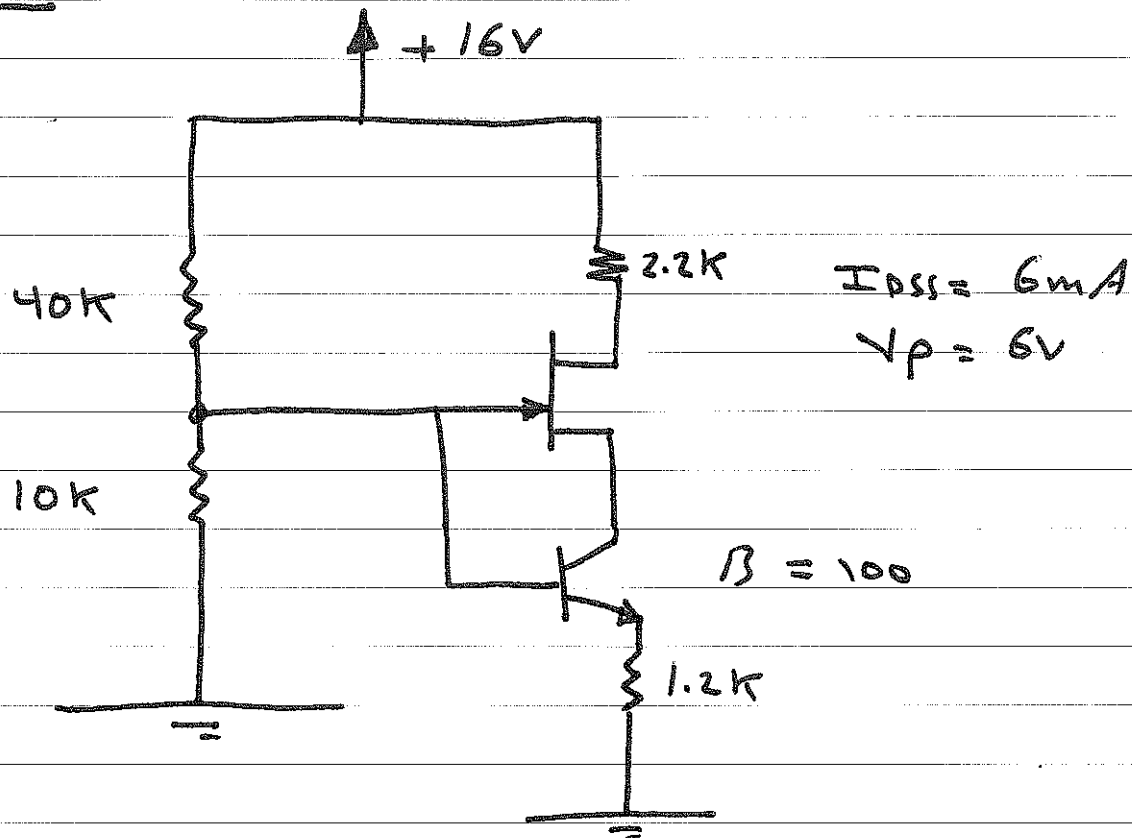 + 16V
2.2K
IDSS = 6mA
40K
Vp = 6V
10K
β = 100
1.2K